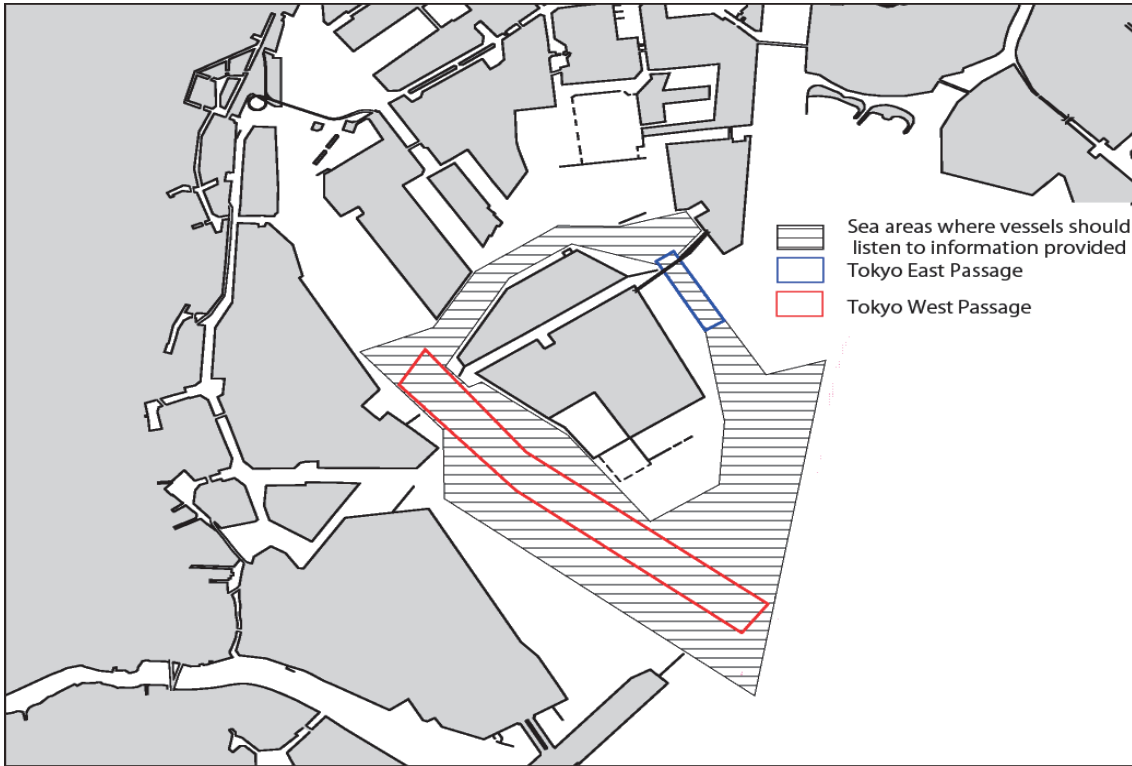 Sea areas where vessels should
listen to information provided
Tokyo East Passage
Tokyo West Passage